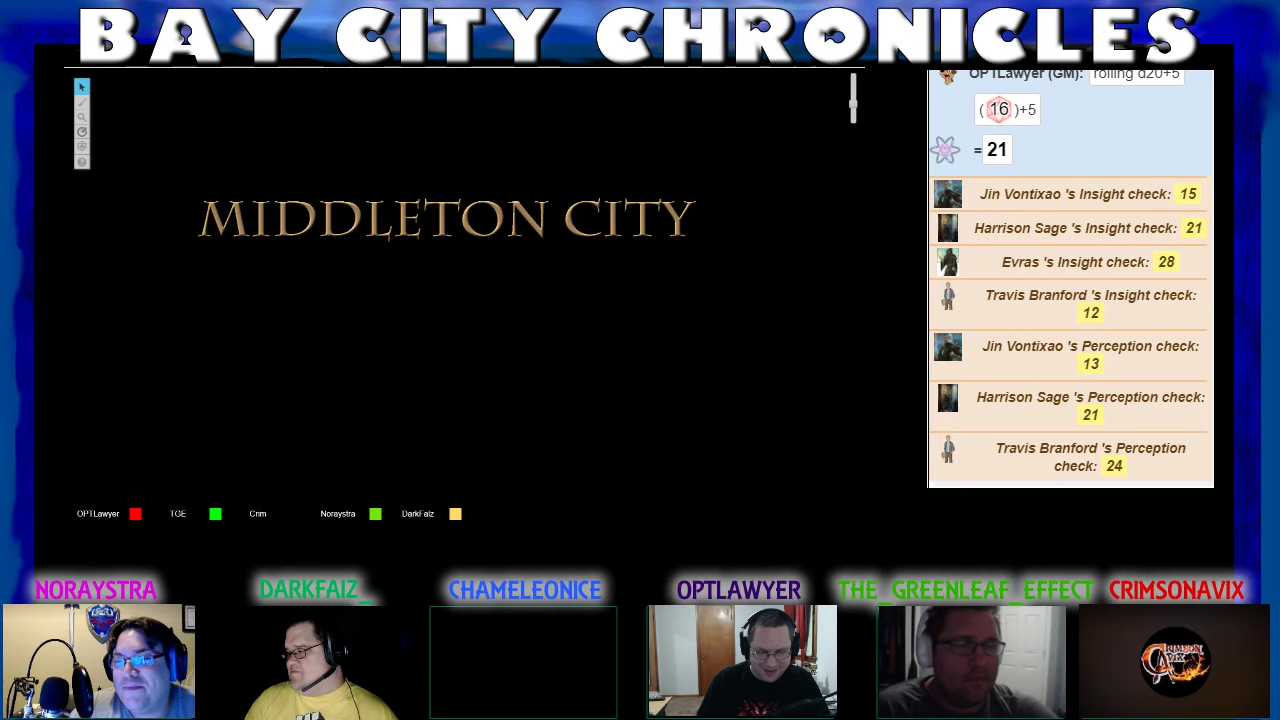 BAY CITY CHRONICLES
OPTLawyer (GM): rolling d20+5
(16)+5
=21
Jin Vontixao 's Insight check: 15
Harrison Sage 's Insight check: 21
Evras 's Insight check: 28
Travis Branford 's Insight check:
12
Jin Vontixao 's Perception check:
13
Harrison Sage 's Perception check:
21
Travis Branford 's Perception
check: 24
MIDDLETON CITY
OPTLawyer TGE Crim Noraystra DarkFaiz
NORAYSTRA DARKFAIZ_ CHAMELEONICE OPTLAWYER THE_GREENLEAF_EFFECT CRIMSONAVIX
CRIMSON
AVIX